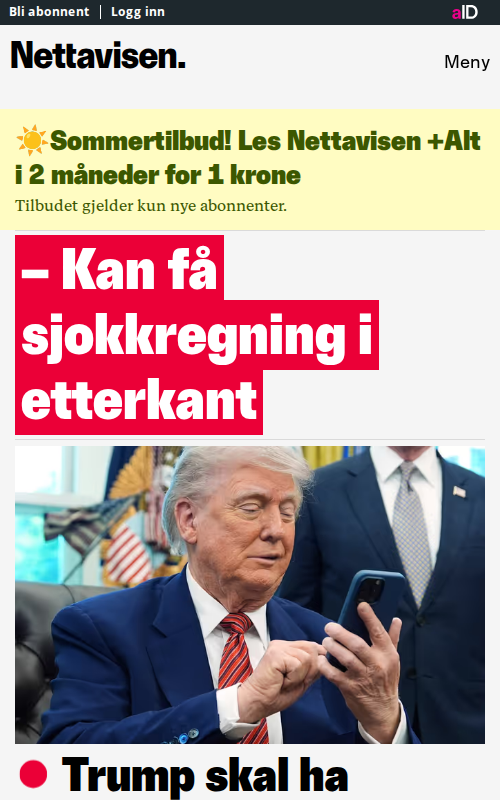 Bli abonnent | Logg inn
aID
Nettavisen.
Meny
☀️Sommertilbud! Les Nettavisen +Alt
i 2 måneder for 1 krone
Tilbudet gjelder kun nye abonnenter.
– Kan få
sjokkregning i
etterkant
Trump skal ha